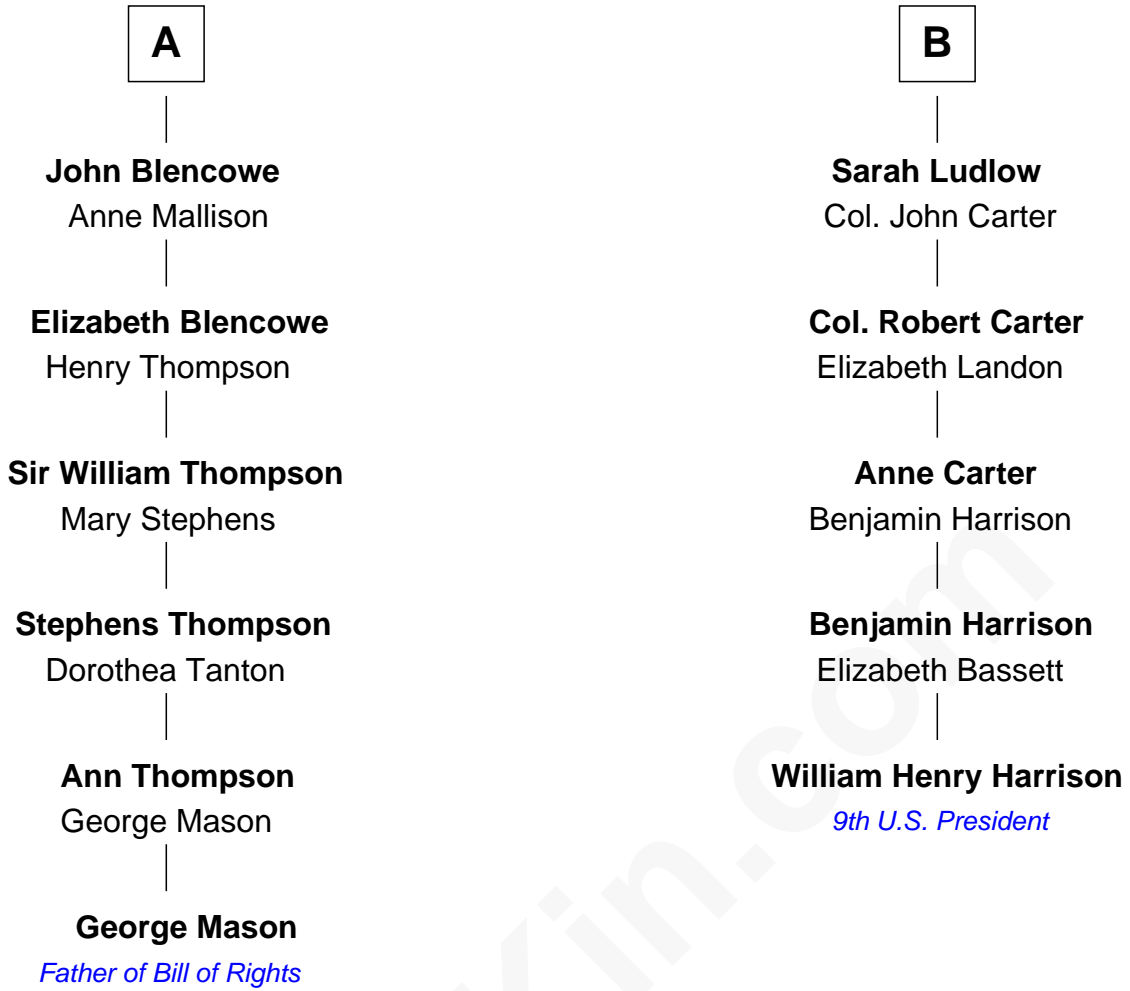 A
John Blencowe
Anne Mallison
Elizabeth Blencowe
Henry Thompson
Sir William Thompson
Mary Stephens
Stephens Thompson
Dorothea Tanton
Ann Thompson
George Mason
George Mason
Father of Bill of Rights
B
Sarah Ludlow
Col. John Carter
Col. Robert Carter
Elizabeth Landon
Anne Carter
Benjamin Harrison
Benjamin Harrison
Elizabeth Bassett
William Henry Harrison
9th U.S. President
Kin.com